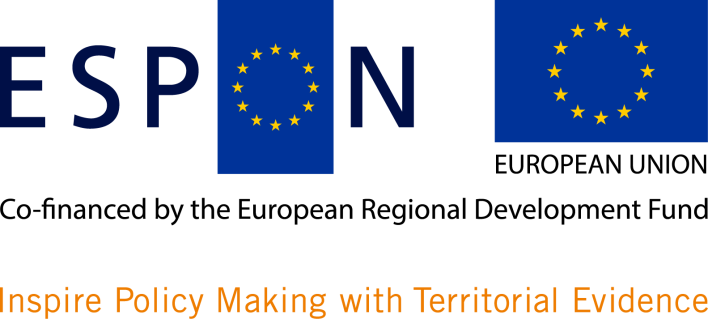 ESPON
EUROPEAN UNION
Co-financed by the European Regional Development Fund
Inspire Policy Making with Territorial Evidence